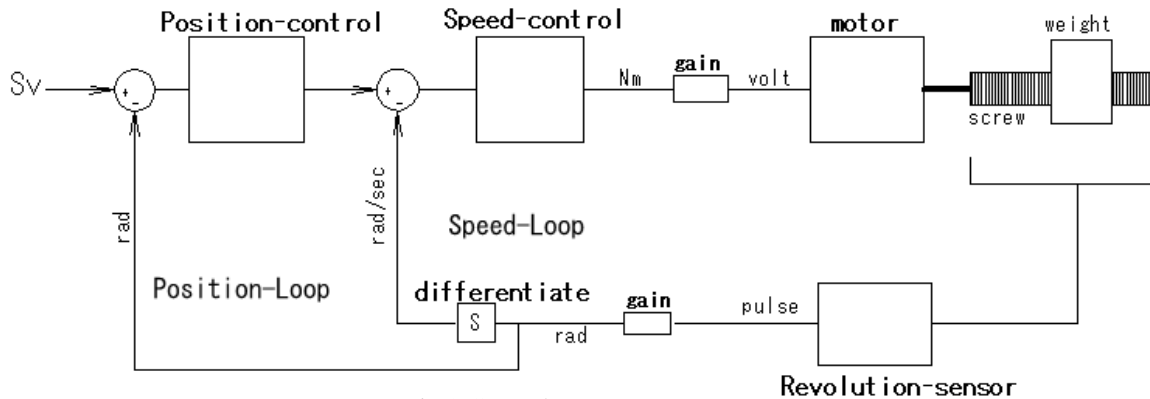 Position-control
Speed-control
motor
weight
Sv
+
-
+
-
Nm
gain
volt
screw
rad
rad/sec
Speed-Loop
Position-Loop
differentiate
S
rad
gain
pulse
Revolution-sensor